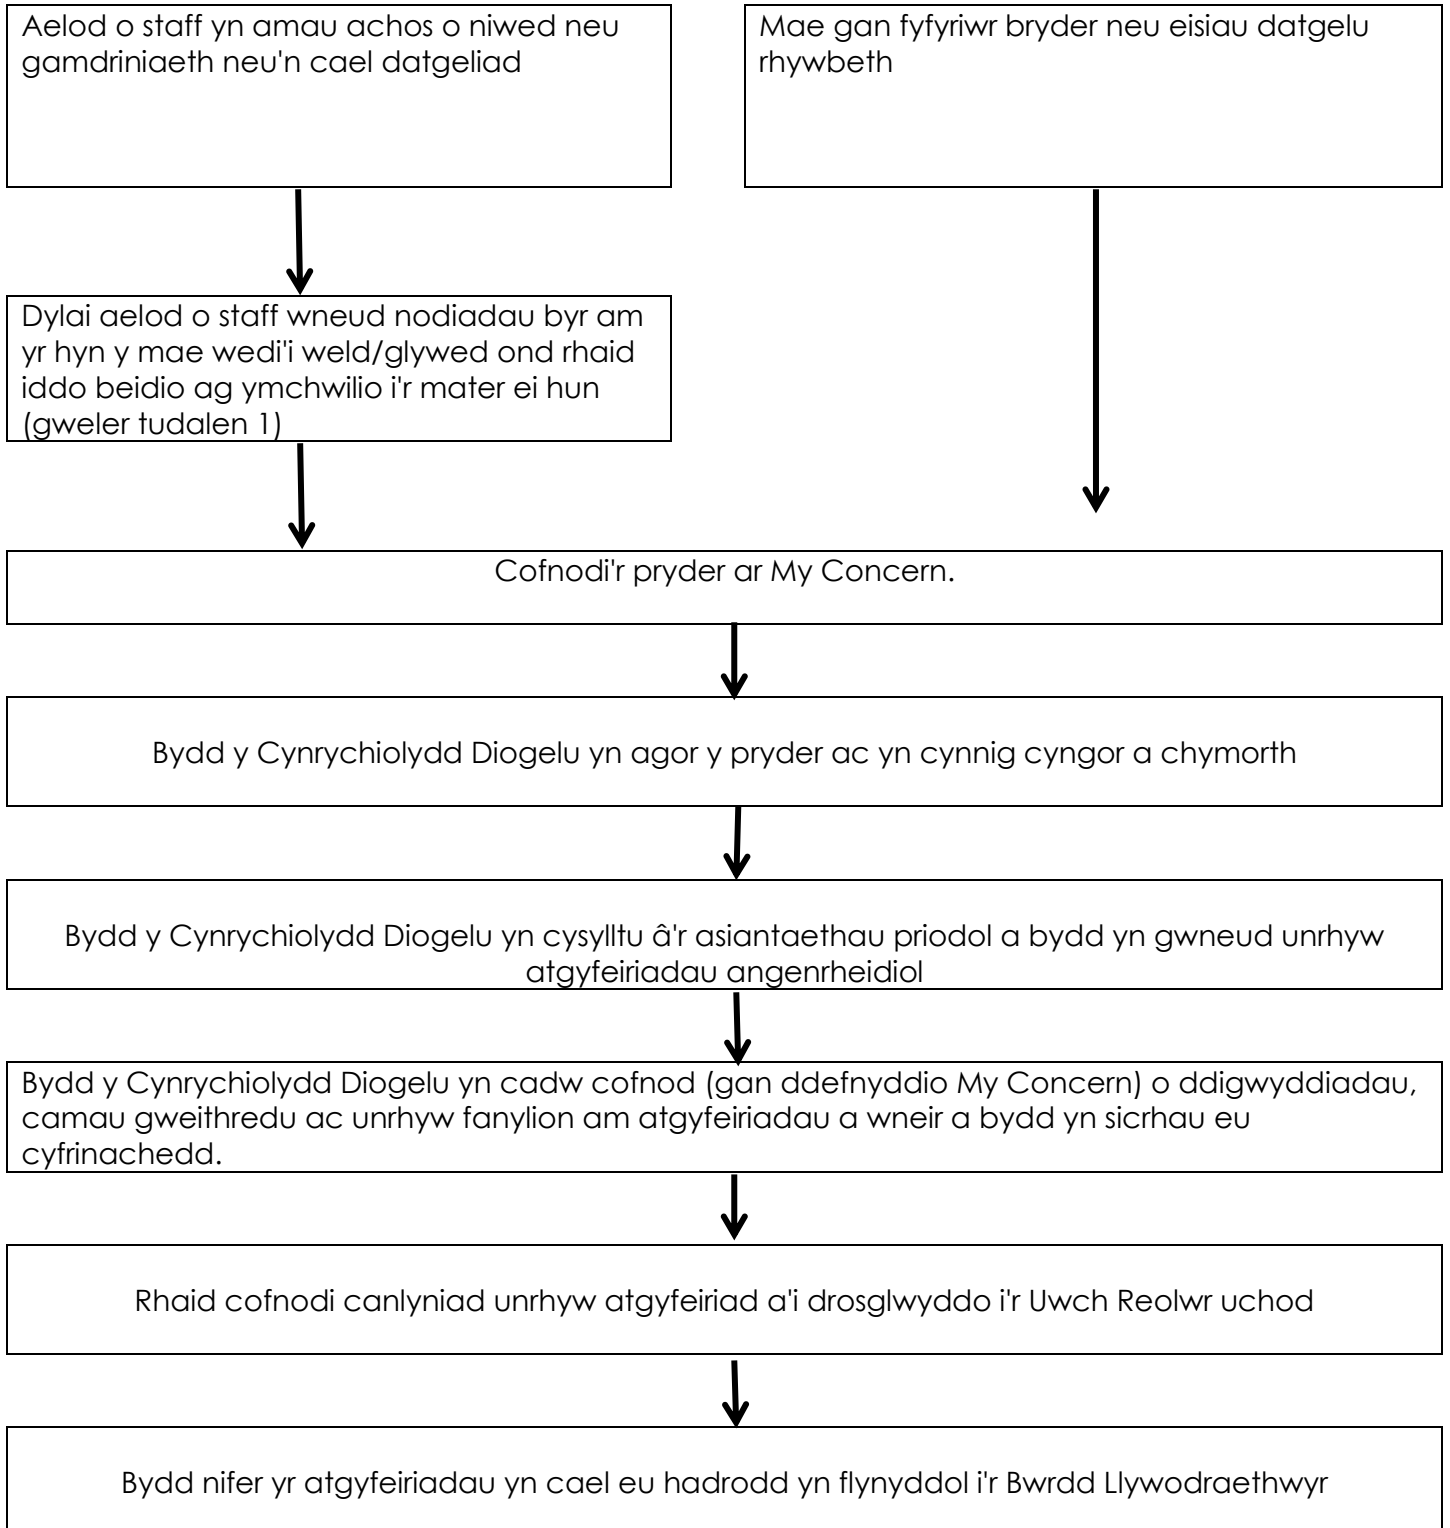 Aelod o staff yn amau achos o niwed neu
gamdriniaeth neu'n cael datgeliad
Mae gan fyfyriwr bryder neu eisiau datgelu
rhywbeth
Dylai aelod o staff wneud nodiadau byr am
yr hyn y mae wedi'i weld/glywed ond rhaid
iddo beidio ag ymchwilio i'r mater ei hun
(gweler tudalen 1)
Cofnodi'r pryder ar My Concern.
Bydd y Cynrychiolydd Diogelu yn agor y pryder ac yn cynnig cyngor a chymorth
Bydd y Cynrychiolydd Diogelu yn cysylltu â'r asiantaethau priodol a bydd yn gwneud unrhyw
atgyfeiriadau angenrheidiol
Bydd y Cynrychiolydd Diogelu yn cadw cofnod (gan ddefnyddio My Concern) o ddigwyddiadau,
camau gweithredu ac unrhyw fanylion am atgyfeiriadau a wneir a bydd yn sicrhau eu
cyfrinachedd.
Rhaid cofnodi canlyniad unrhyw atgyfeiriad a'i drosglwyddo i'r Uwch Reolwr uchod
Bydd nifer yr atgyfeiriadau yn cael eu hadrodd yn flynyddol i'r Bwrdd Llywodraethwyr